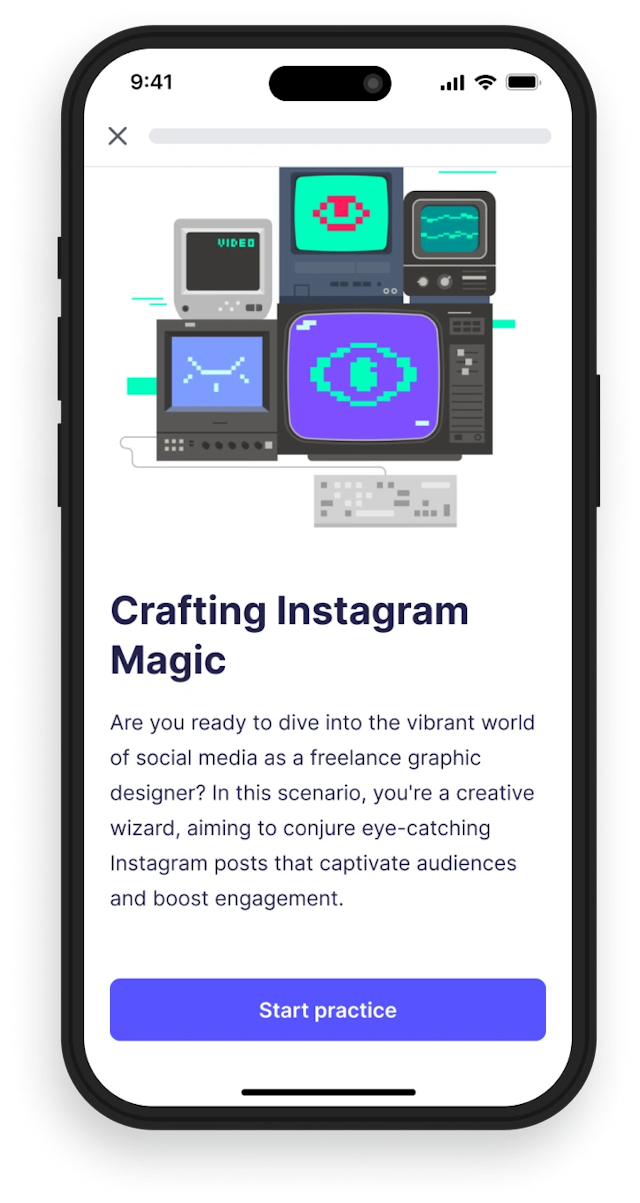 9:41
VIDEO
Crafting Instagram
Magic
Are you ready to dive into the vibrant world
of social media as a freelance graphic
designer? In this scenario, you're a creative
wizard, aiming to conjure eye-catching
Instagram posts that captivate audiences
and boost engagement.
Start practice